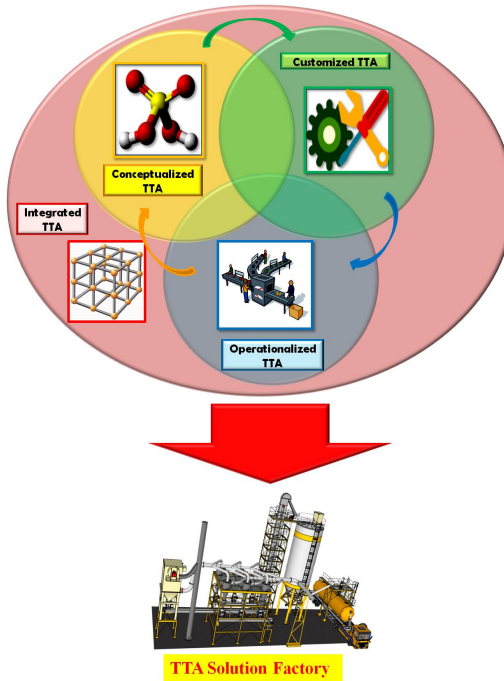 Customized TTA
Conceptualized
TTA
Integrated
TTA
Operationalized
TTA
TTA Solution Factory